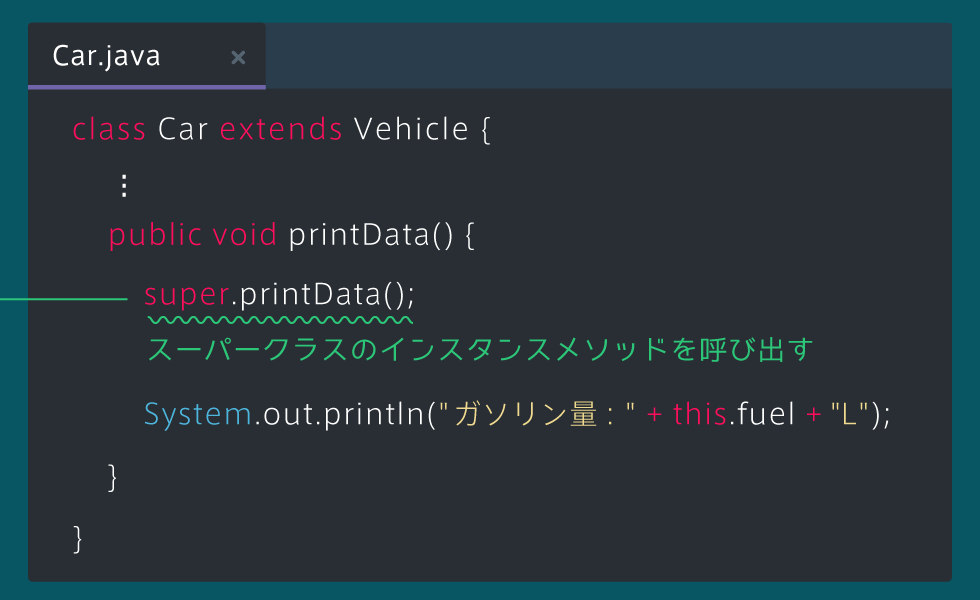 Car.java ×
class Car extends Vehicle {
⋮
public void printData() {
super.printData();
スーパークラスのインスタンスメソッドを呼び出す
System.out.println("ガソリン量 : " + this.fuel + "L");
}
}